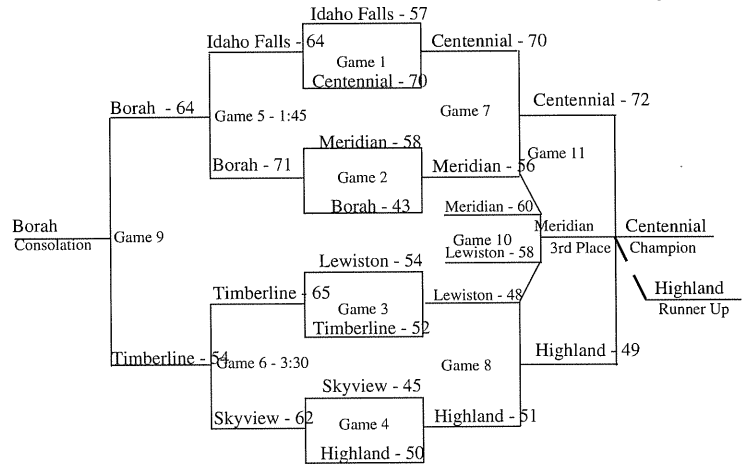 Idaho Falls - 57
Idaho Falls - 64
Centennial - 70
Game 1
Centennial - 70
Borah - 64
Game 5 - 1:45
Game 7
Centennial - 72
Meridian - 58
Game 11
Borah - 71
Game 2
Meridian - 56
Borah - 43
Meridian - 60
Borah
Consolation
Game 9
Game 10
Meridian
3rd Place
Centennial
Champion
Lewiston - 58
Lewiston - 54
Highland
Runner Up
Timberline - 65
Game 3
Lewiston - 48
Timberline - 52
Timberline - 54
Game 6 - 3:30
Game 8
Highland - 49
Skyview - 45
Skyview - 62
Game 4
Highland - 51
Highland - 50